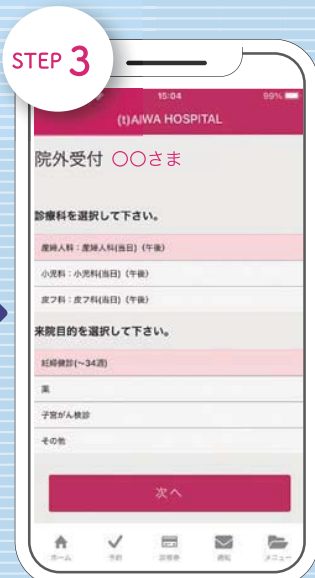 STEP 3
15:04
99%
(t)AIWA HOSPITAL
院外受付 〇〇さま
診療科を選択して下さい。
産婦人科：産婦人科(当日)（午後）
小児科：小児科(当日)（午後）
皮フ科：皮フ科(当日)（午後）
来院目的を選択して下さい。
妊婦健診(〜34週)
薬
子宮がん検診
その他
次へ
ホーム
予約
診察券
通知
メニュー